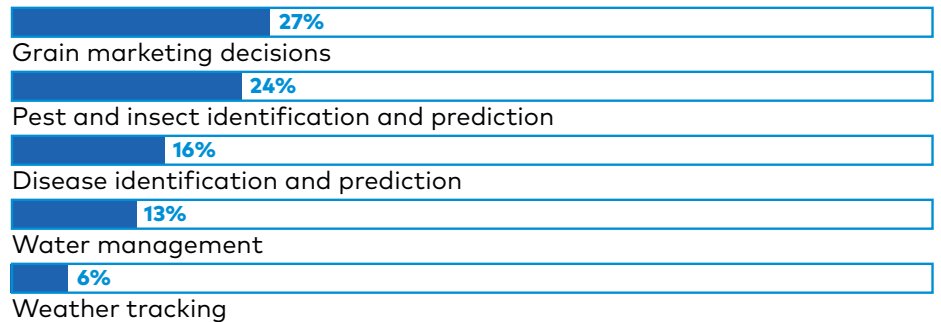 27%
Grain marketing decisions
24%
Pest and insect identification and prediction
16%
Disease identification and prediction
13%
Water management
6%
Weather tracking